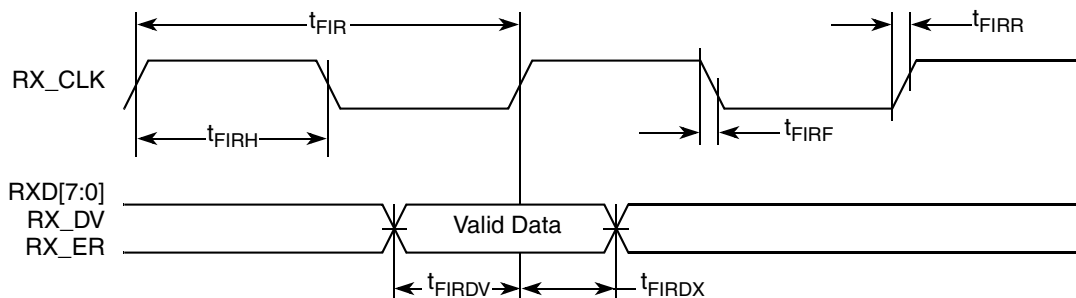 tFIR
tFIRR
RX_CLK
tFIRH
tFIRF
RXD[7:0]
RX_DV
Valid Data
RX_ER
tFIRDV
tFIRDX